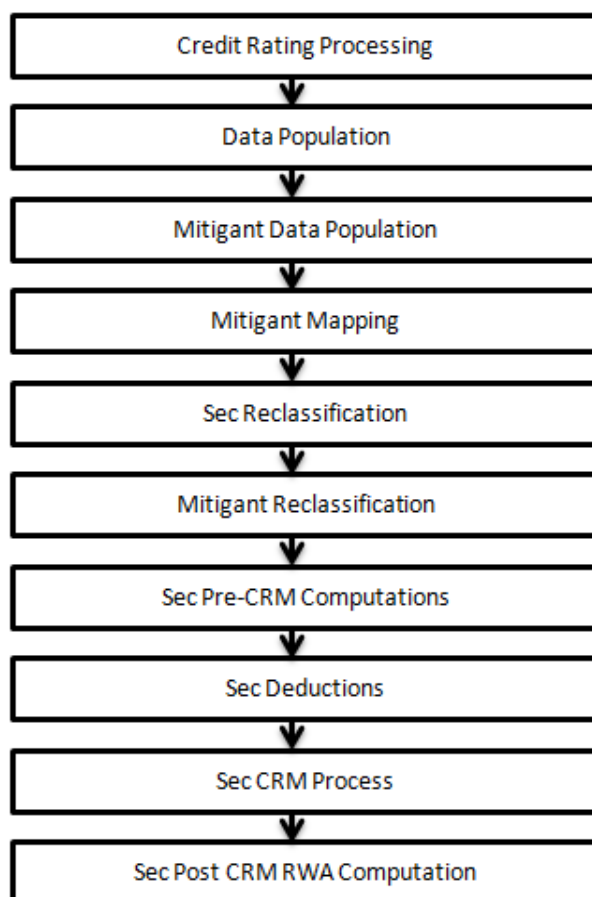 Credit Rating Processing
Data Population
Mitigant Data Population
Mitigant Mapping
Sec Reclassification
Mitigant Reclassification
Sec Pre-CRM Computations
Sec Deductions
Sec CRM Process
Sec Post CRM RWA Computation